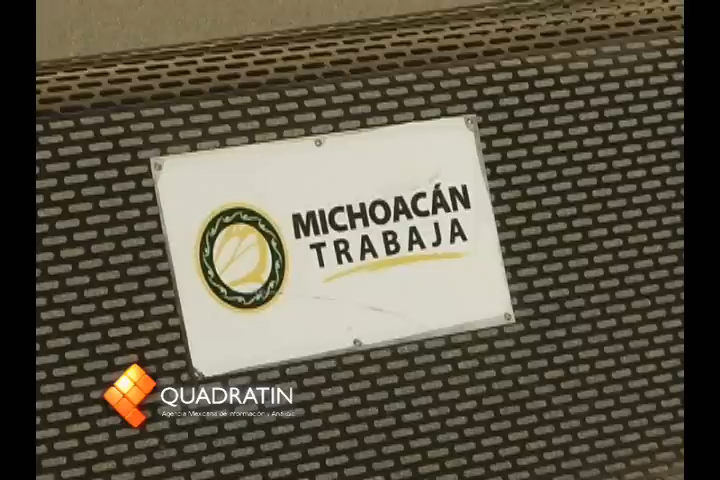 MICHOACÁN
TRABAJA
QUADRATIN
Agencia Mexicana de Información y Análisis